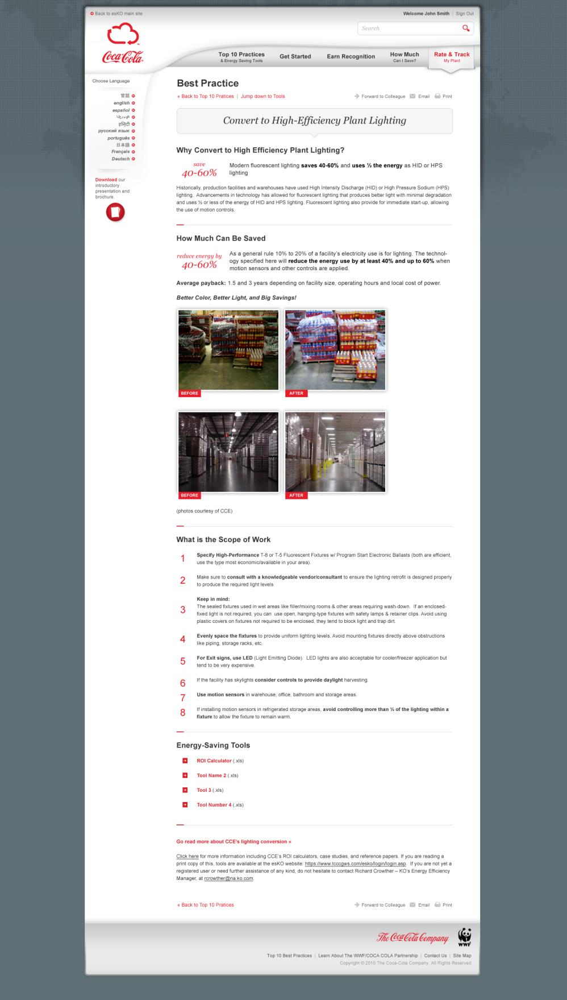 Back to esKO main site
Welcome John Smith | Sign Out
Search
Coca-Cola
Top 10 Practices
& Energy Saving Tools
Get Started
Earn Recognition
How Much
Can I Save?
Rate & Track
My Plant
Choose Language
官話
english
español
हिन्दी
русский язык
português
日本語
Français
Deutsch
Download our
introductory
presentation and
brochure.
Best Practice
« Back to Top 10 Pratices | Jump down to Tools
Forward to Colleague Email Print
Convert to High-Efficiency Plant Lighting
Why Convert to High Efficiency Plant Lighting?
save
40-60%
Modern fluorescent lighting saves 40-60% and uses ½ the energy as HID or HPS
lighting
Historically, production facilities and warehouses have used High Intensity Discharge (HID) or High Pressure Sodium (HPS)
lighting. Advancements in technology has allowed for fluorescent lighting that produces better light with minimal degradation
and uses ½ or less of the energy of HID and HPS lighting. Fluorescent lighting also provide for immediate start-up, allowing
the use of motion controls.
How Much Can Be Saved
reduce energy by
40-60%
As a general rule 10% to 20% of a facility's electricity use is for lighting. The technol-
ogy specified here will reduce the energy use by at least 40% and up to 60% when
motion sensors and other controls are applied.
Average payback: 1.5 and 3 years depending on facility size, operating hours and local cost of power.
Better Color, Better Light, and Big Savings!
BEFORE
AFTER
BEFORE
AFTER
(photos courtesy of CCE)
What is the Scope of Work
1 Specify High-Performance T-8 or T-5 Fluorescent Fixtures w/ Program Start Electronic Ballasts (both are efficient,
use the type most economic/available in your area).
2 Make sure to consult with a knowledgeable vendor/consultant to ensure the lighting retrofit is designed properly
to produce the required light levels
3 Keep in mind:
The sealed fixtures used in wet areas like filler/mixing rooms & other areas requiring wash-down. If an enclosed-
fixed light is not required, you can use open, hanging-type fixtures with safety lamps & retainer clips. Avoid using
plastic covers on fixtures not required to be enclosed, they tend to block light and trap dirt.
4 Evenly space the fixtures to provide uniform lighting levels. Avoid mounting fixtures directly above obstructions
like piping, storage racks, etc.
5 For Exit signs, use LED (Light Emitting Diode). LED lights are also acceptable for cooler/freezer application but
tend to be very expensive.
6 If the facility has skylights consider controls to provide daylight harvesting.
7 Use motion sensors in warehouse, office, bathroom and storage areas.
8 If installing motion sensors in refrigerated storage areas, avoid controlling more than ½ of the lighting within a
fixture to allow the fixture to remain warm.
Energy-Saving Tools
ROI Calculator (.xls)
Tool Name 2 (.xls)
Tool 3 (.xls)
Tool Number 4 (.xls)
Go read more about CCE's lighting conversion »
Click here for more information including CCE's ROI calculators, case studies, and reference papers. If you are reading a
print copy of this, tools are available at the esKO website: https://www.tcccgws.com/esko/login/login.asp. If you are not yet a
registered user or need further assistance of any kind, do not hesitate to contact Richard Crowther – KO's Energy Efficiency
Manager, at rcrowther@na.ko.com.
« Back to Top 10 Pratices
Forward to Colleague Email Print
The Coca-Cola Company
WWF
Top 10 Best Practices | Learn About The WWF/COCA COLA Partnership | Contact Us | Site Map
Copyright © 2010 The Coca-Cola Company. All Rights Reserved